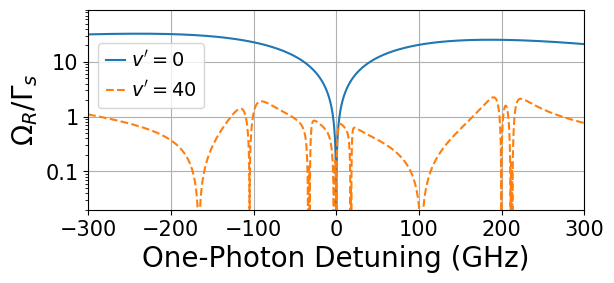 Ω_R/Γ_s
10
1
0.1
v′ = 0
v′ = 40
−300 −200 −100 0 100 200 300
One-Photon Detuning (GHz)